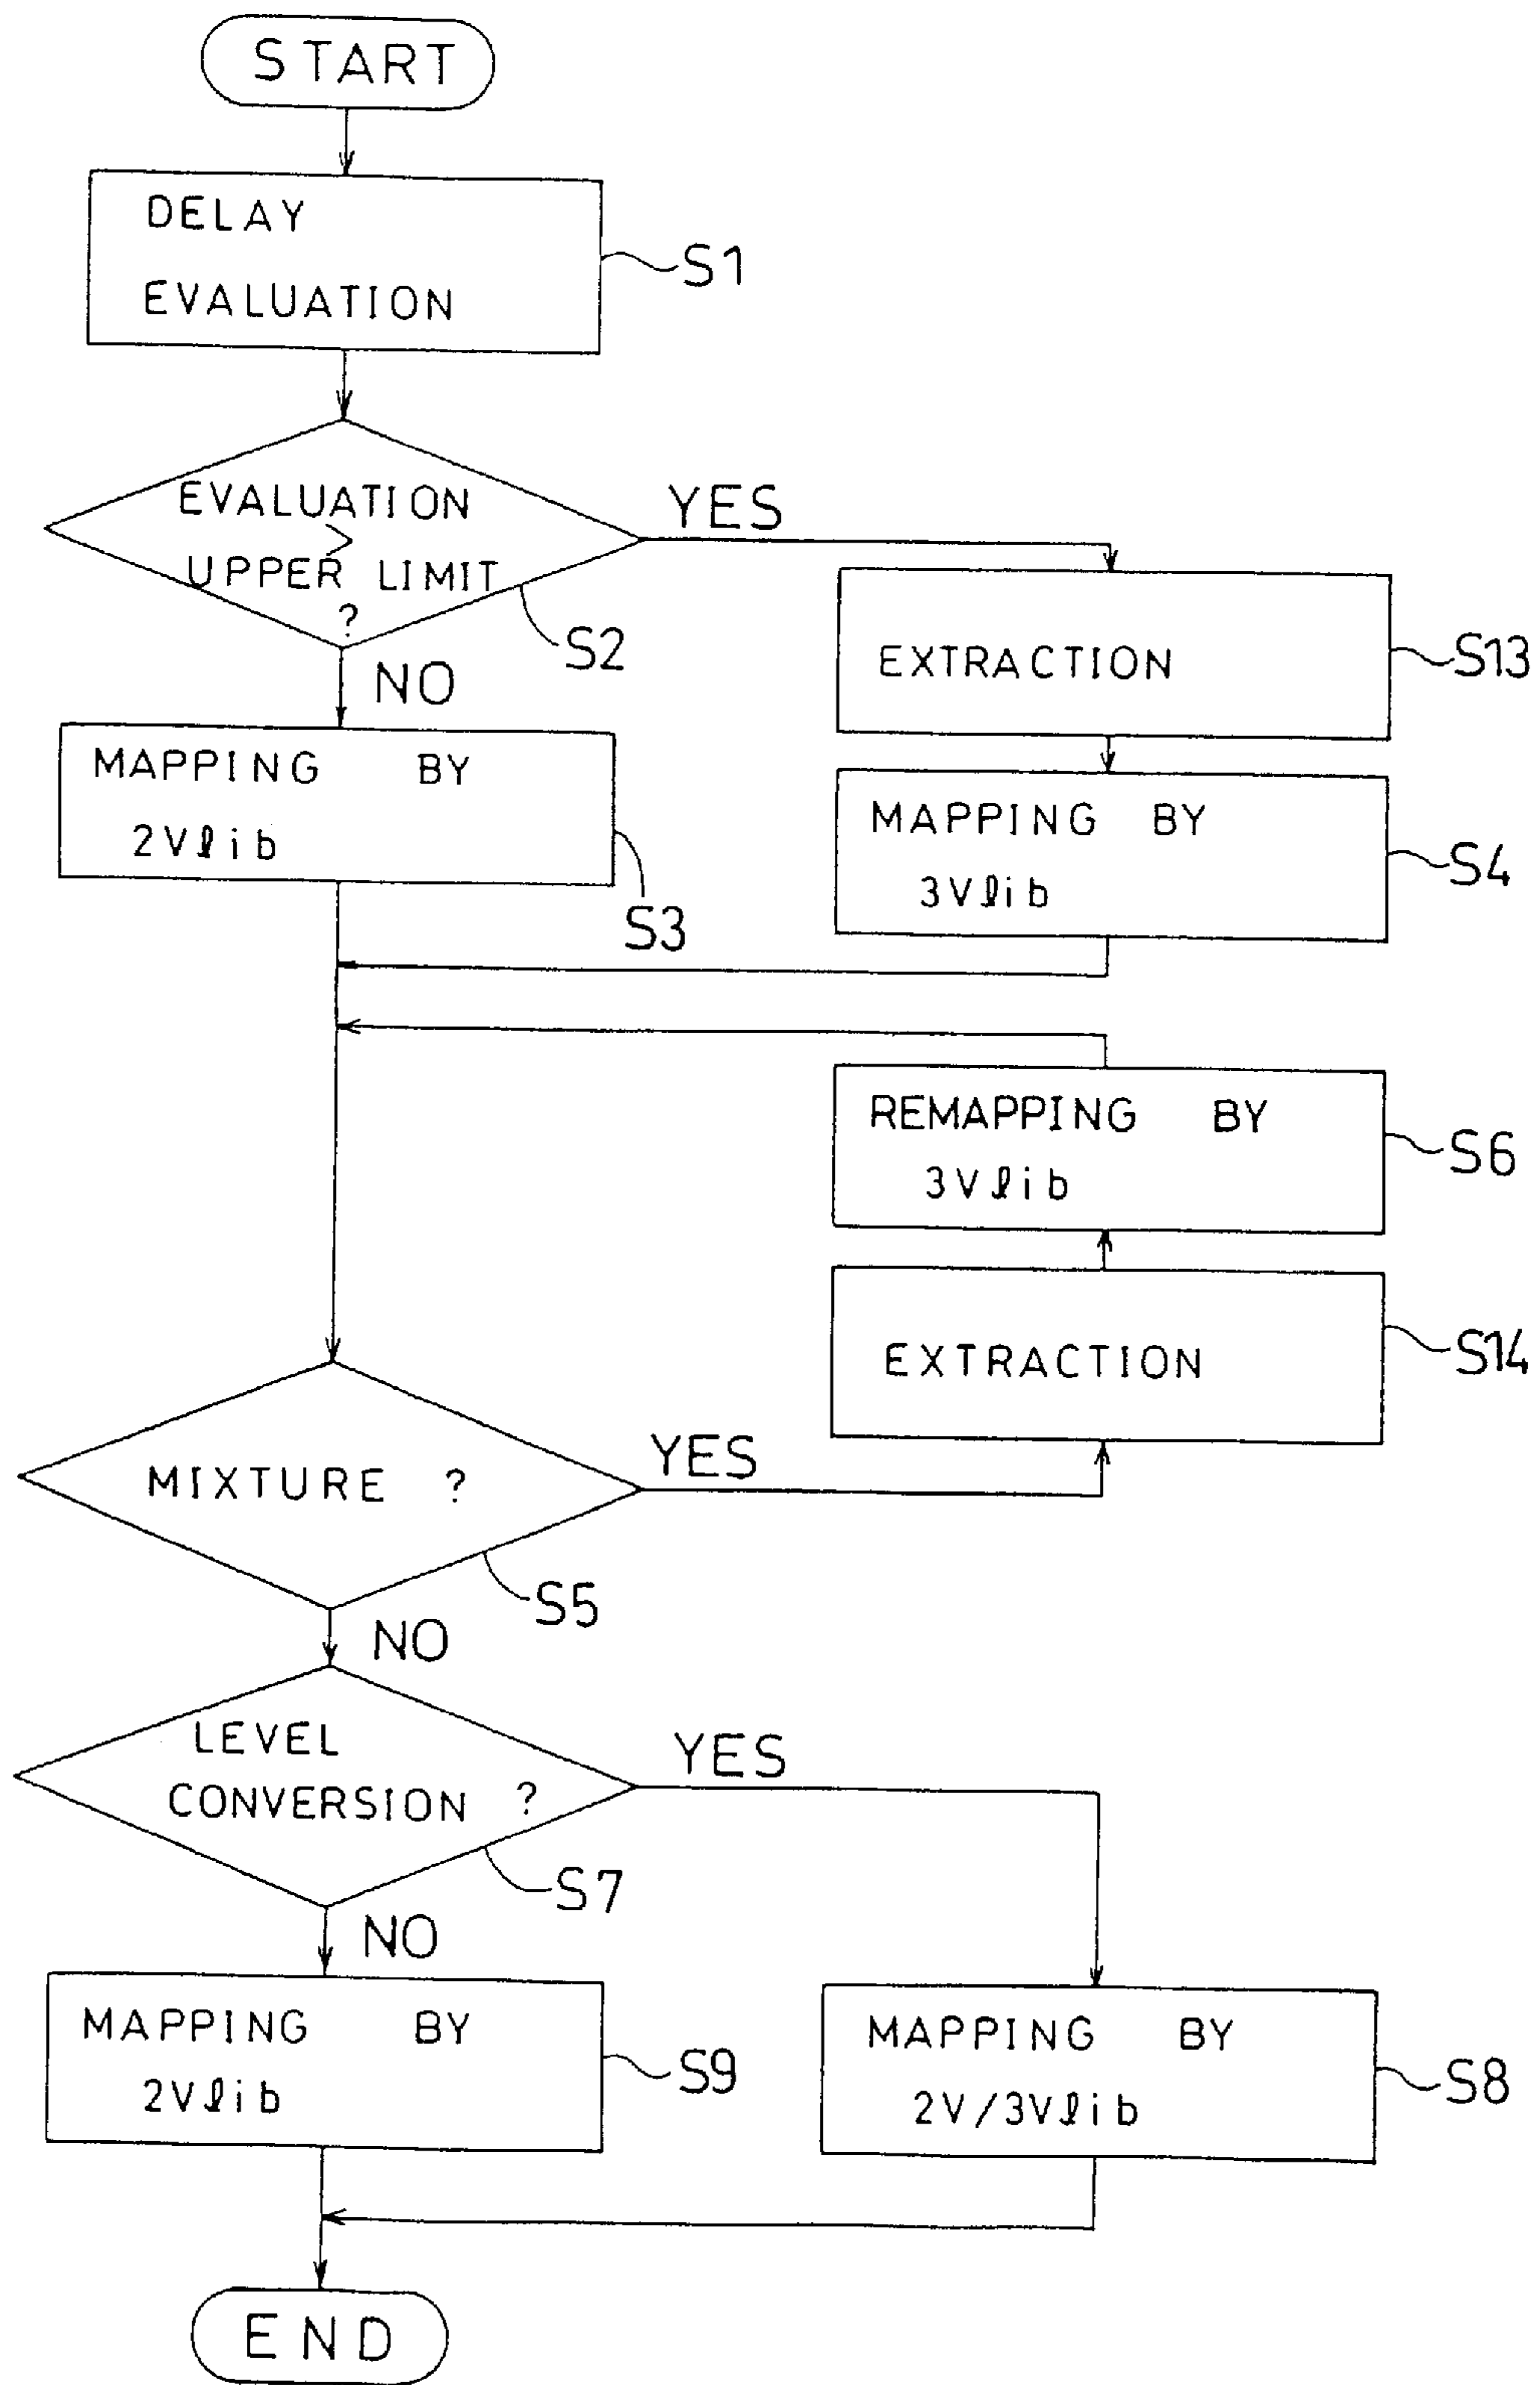 START
DELAY
EVALUATION
S1
EVALUATION
>
UPPER LIMIT
?
S2
YES
NO
EXTRACTION
S13
MAPPING BY
2Vlib
S3
MAPPING BY
3Vlib
S4
REMAPPING BY
3Vlib
S6
EXTRACTION
S14
MIXTURE ?
YES
S5
NO
LEVEL
CONVERSION ?
YES
S7
NO
MAPPING BY
2Vlib
S9
MAPPING BY
2V/3Vlib
S8
END